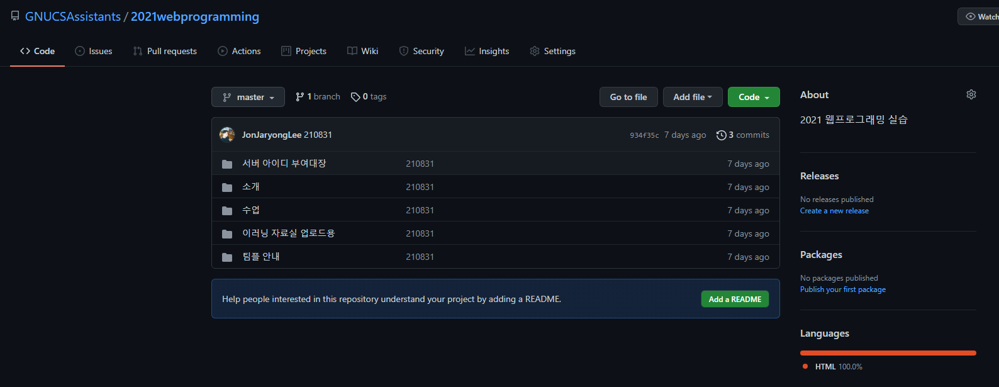 GNUCSAssistants / 2021webprogramming
Watch
Code Issues Pull requests Actions Projects Wiki Security Insights Settings
master 1 branch 0 tags Go to file Add file Code
JonJaryongLee 210831 934f35c 7 days ago 3 commits
서버 아이디 부여대장 210831 7 days ago
소개 210831 7 days ago
수업 210831 7 days ago
이러닝 자료실 업로드용 210831 7 days ago
팀플 안내 210831 7 days ago
Help people interested in this repository understand your project by adding a README. Add a README
About
2021 웹프로그래밍 실습
Releases
No releases published
Create a new release
Packages
No packages published
Publish your first package
Languages
HTML 100.0%